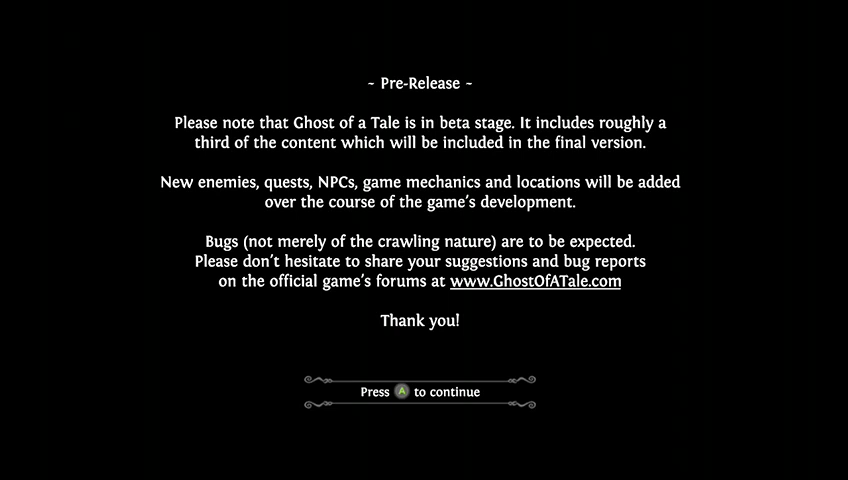 ~ Pre-Release ~
Please note that Ghost of a Tale is in beta stage. It includes roughly a
third of the content which will be included in the final version.
New enemies, quests, NPCs, game mechanics and locations will be added
over the course of the game's development.
Bugs (not merely of the crawling nature) are to be expected.
Please don't hesitate to share your suggestions and bug reports
on the official game's forums at www.GhostOfATale.com
Thank you!
Press A to continue